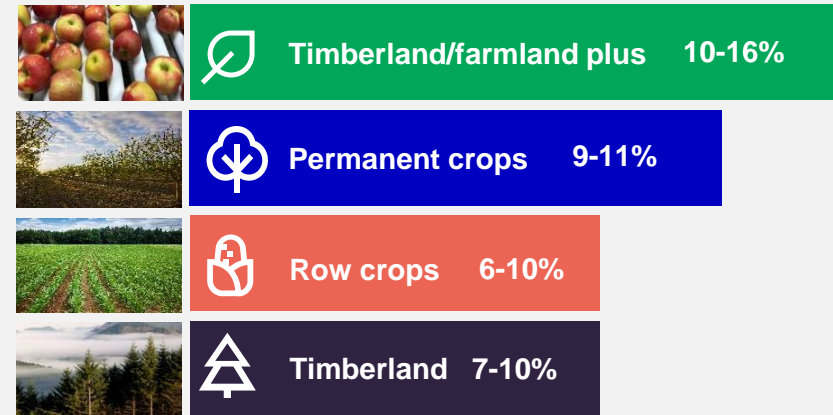 Timberland/farmland plus 10-16%
Permanent crops 9-11%
Row crops 6-10%
Timberland 7-10%